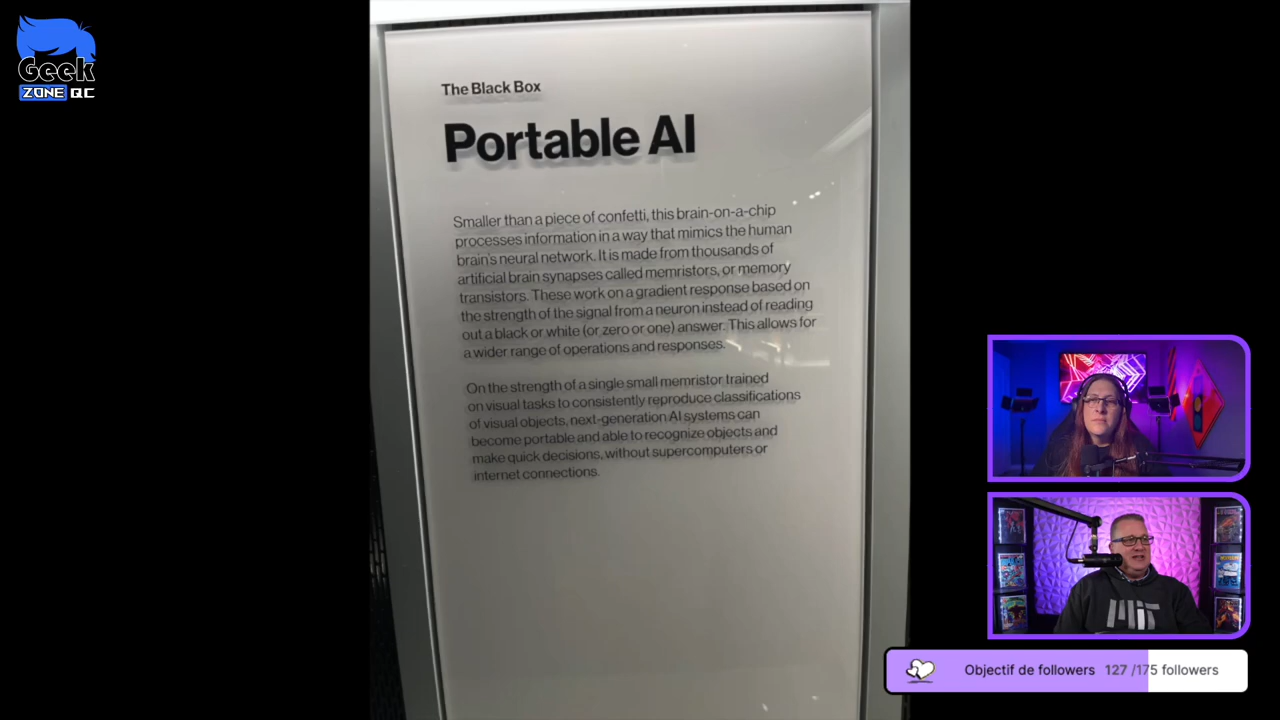 Geek
ZONE QC
The Black Box
Portable AI
Smaller than a piece of confetti, this brain-on-a-chip
processes information in a way that mimics the human
brain's neural network. It is made from thousands of
artificial brain synapses called memristors, or memory
transistors. These work on a gradient response based on
the strength of the signal from a neuron instead of reading
out a black or white (or zero or one) answer. This allows for
a wider range of operations and responses.
On the strength of a single small memristor trained
on visual tasks to consistently reproduce classifications
of visual objects, next-generation AI systems can
become portable and able to recognize objects and
make quick decisions, without supercomputers or
internet connections.
MIT
Objectif de followers 127 /175 followers